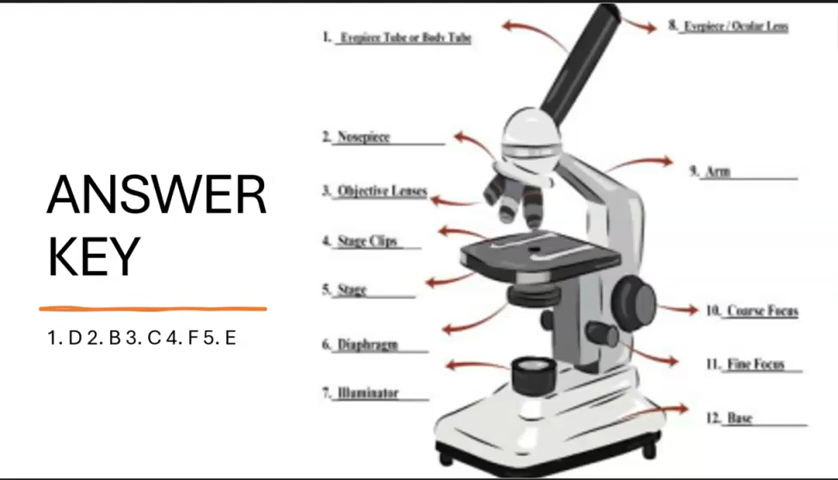 ANSWER
KEY
1. D 2. B 3. C 4. F 5. E
1. Eyepiece Tube or Body Tube
2. Nosepiece
3. Objective Lenses
4. Stage Clips
5. Stage
6. Diaphragm
7. Illuminator
8. Eyepiece / Ocular Lens
9. Arm
10. Coarse Focus
11. Fine Focus
12. Base